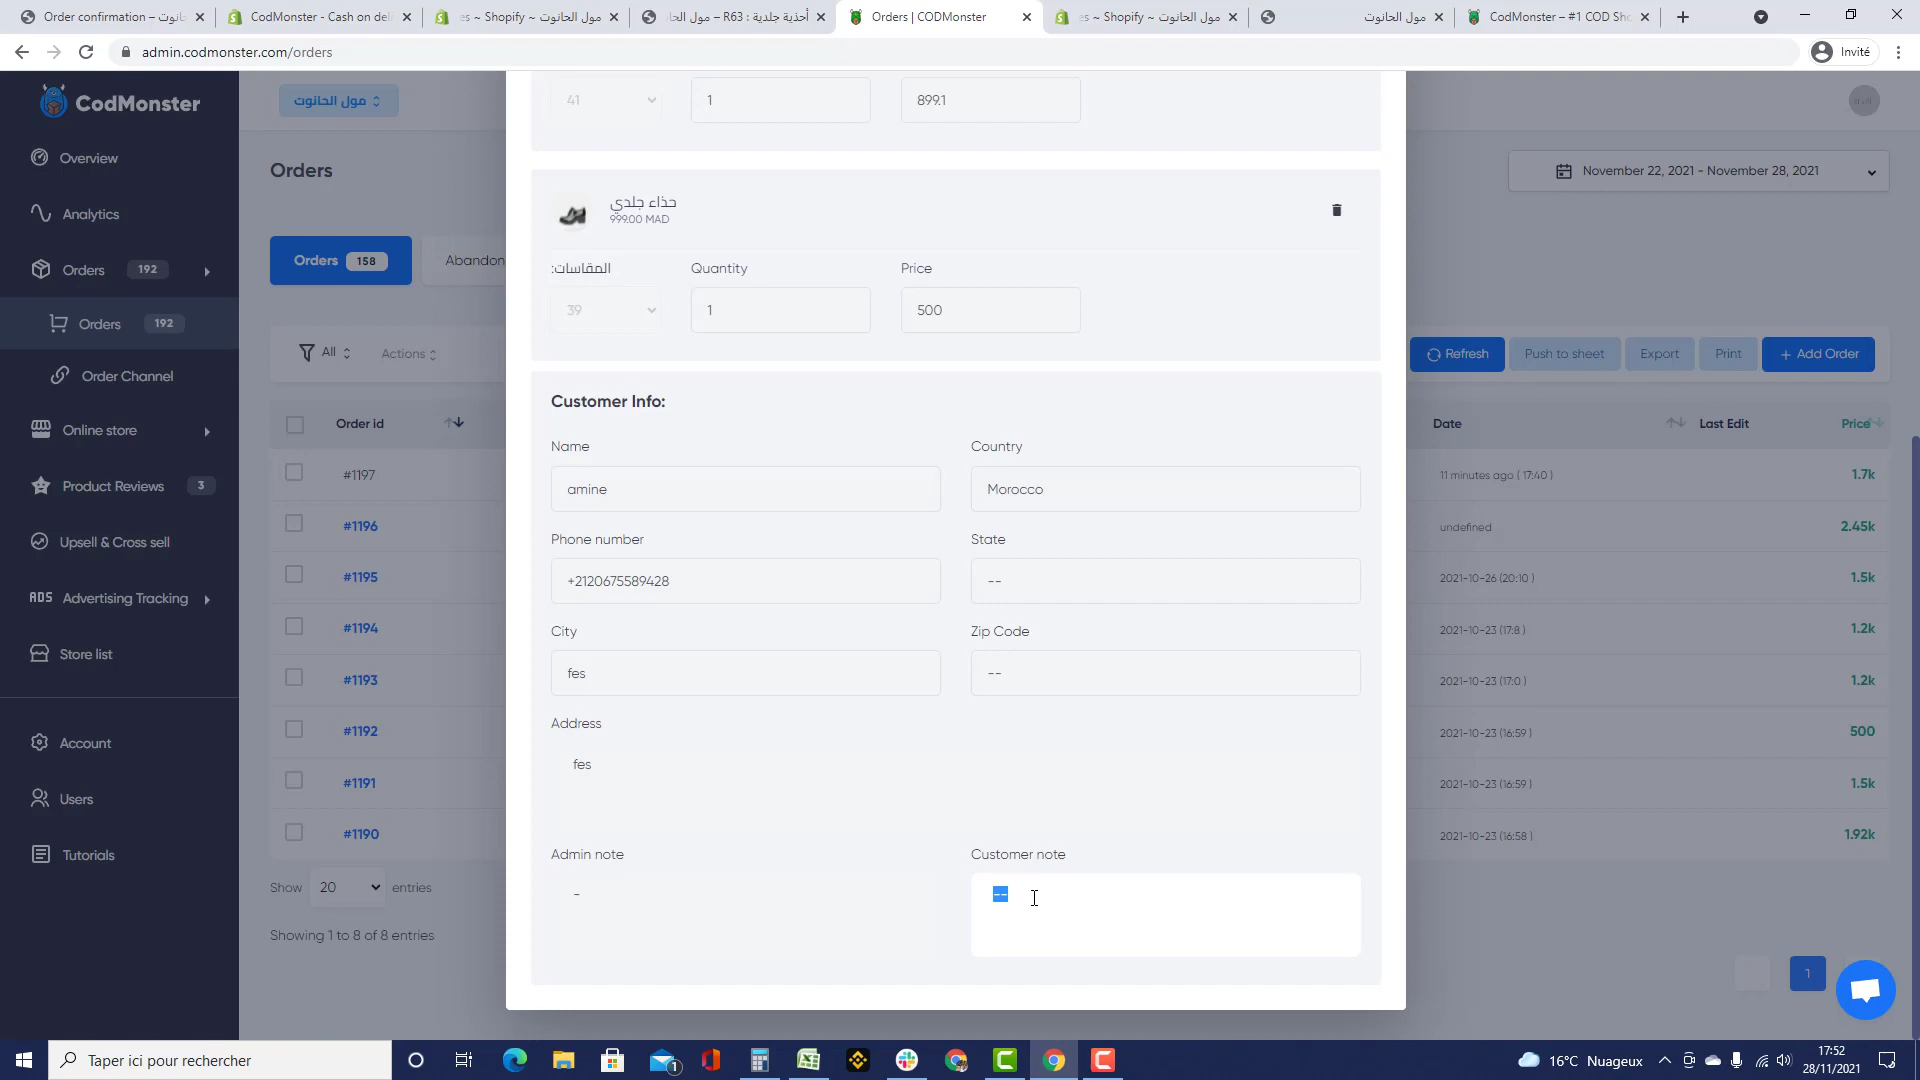 Order confirmation – مول الحانوت
CodMonster - Cash on deli
es ~ Shopify ~ مول الحانوت
أحذية جلدية : R63 – مول الحا
Orders | CODMonster
es ~ Shopify ~ مول الحانوت
مول الحانوت
CodMonster – #1 COD Sho
admin.codmonster.com/orders
Invité
CodMonster
مول الحانوت
41
1
899.1
Overview
Orders
حذاء جلدي
999.00 MAD
November 22, 2021 - November 28, 2021
Analytics
Orders 158
Abandon
Orders 192
المقاسات:
Quantity
Price
39
1
500
Orders 192
All
Actions
Refresh
Push to sheet
Export
Print
+ Add Order
Order Channel
Customer Info:
Order id
Date
Last Edit
Price
Online store
Name
Country
#1197
amine
Morocco
11 minutes ago ( 17:40 )
1.7k
Product Reviews 3
#1196
undefined
2.45k
Upsell & Cross sell
Phone number
State
#1195
+2120675589428
--
2021-10-26 (20:10 )
1.5k
ADS Advertising Tracking
City
Zip Code
#1194
2021-10-23 (17:8 )
1.2k
Store list
fes
--
#1193
2021-10-23 (17:0 )
1.2k
Address
#1192
2021-10-23 (16:59 )
500
Account
fes
#1191
2021-10-23 (16:59 )
1.5k
Users
#1190
2021-10-23 (16:58 )
1.92k
Tutorials
Admin note
Customer note
-
--
Show 20 entries
Showing 1 to 8 of 8 entries
1
Taper ici pour rechercher
1
16°C Nuageux
17:52
28/11/2021